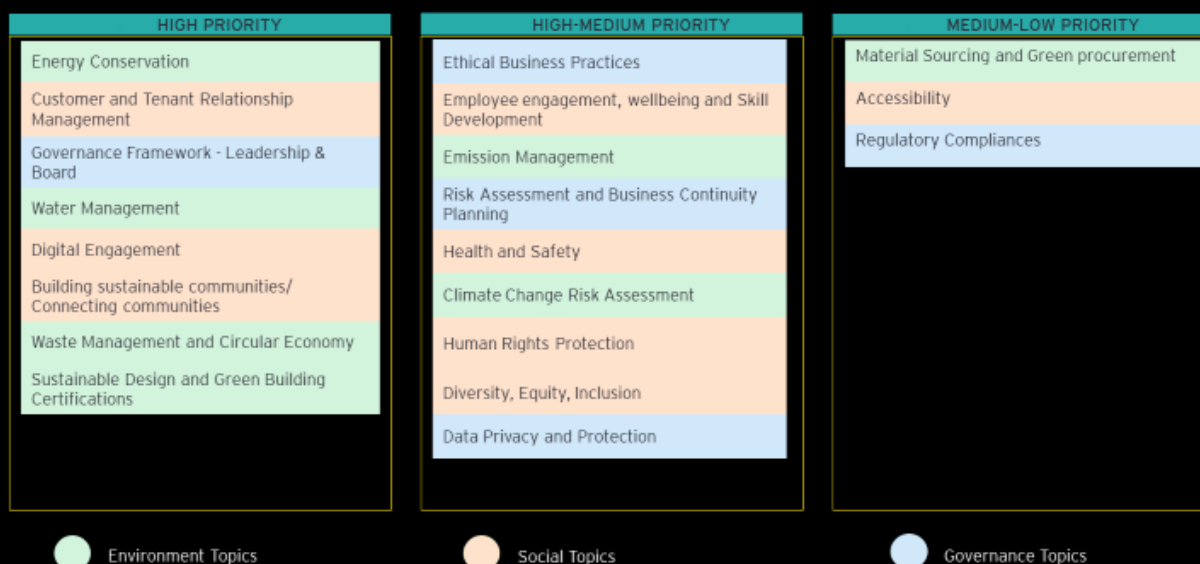 HIGH PRIORITY
Energy Conservation
Customer and Tenant Relationship
Management
Governance Framework - Leadership &
Board
Water Management
Digital Engagement
Building sustainable communities/
Connecting communities
Waste Management and Circular Economy
Sustainable Design and Green Building
Certifications
HIGH-MEDIUM PRIORITY
Ethical Business Practices
Employee engagement, wellbeing and Skill
Development
Emission Management
Risk Assessment and Business Continuity
Planning
Health and Safety
Climate Change Risk Assessment
Human Rights Protection
Diversity, Equity, Inclusion
Data Privacy and Protection
MEDIUM-LOW PRIORITY
Material Sourcing and Green procurement
Accessibility
Regulatory Compliances
Environment Topics
Social Topics
Governance Topics